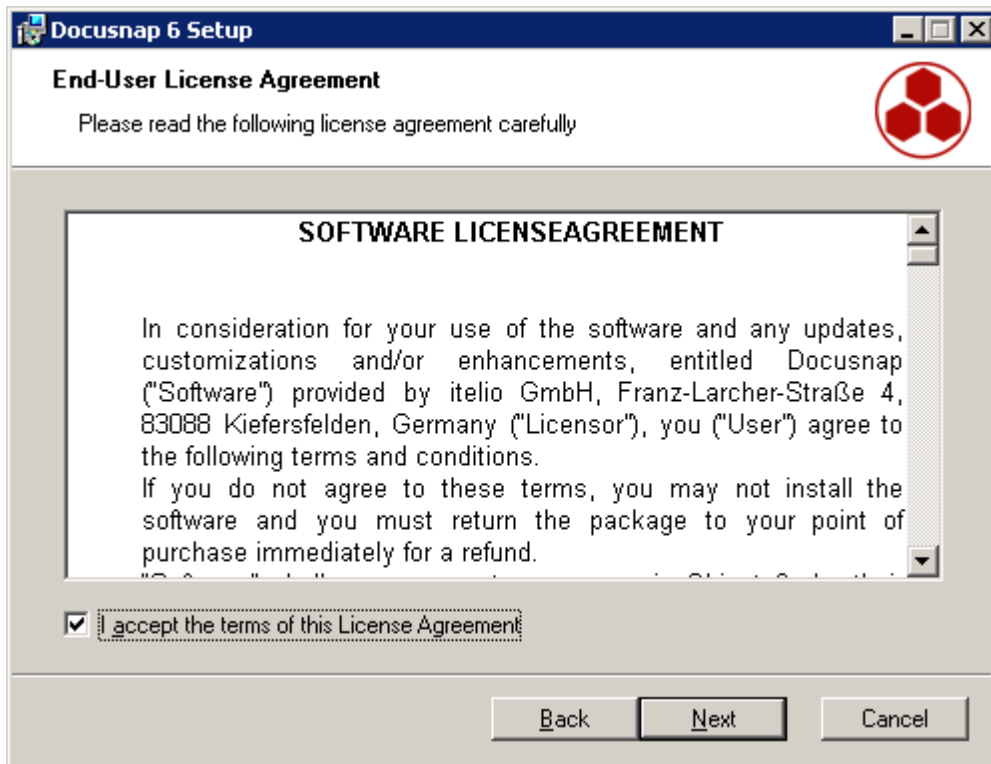 Docusnap 6 Setup
End-User License Agreement
Please read the following license agreement carefully
SOFTWARE LICENSEAGREEMENT
In consideration for your use of the software and any updates,
customizations and/or enhancements, entitled Docusnap
("Software") provided by itelio GmbH, Franz-Larcher-Straße 4,
83088 Kiefersfelden, Germany ("Licensor"), you ("User") agree to
the following terms and conditions.
If you do not agree to these terms, you may not install the
software and you must return the package to your point of
purchase immediately for a refund.
I accept the terms of this License Agreement
Back Next Cancel